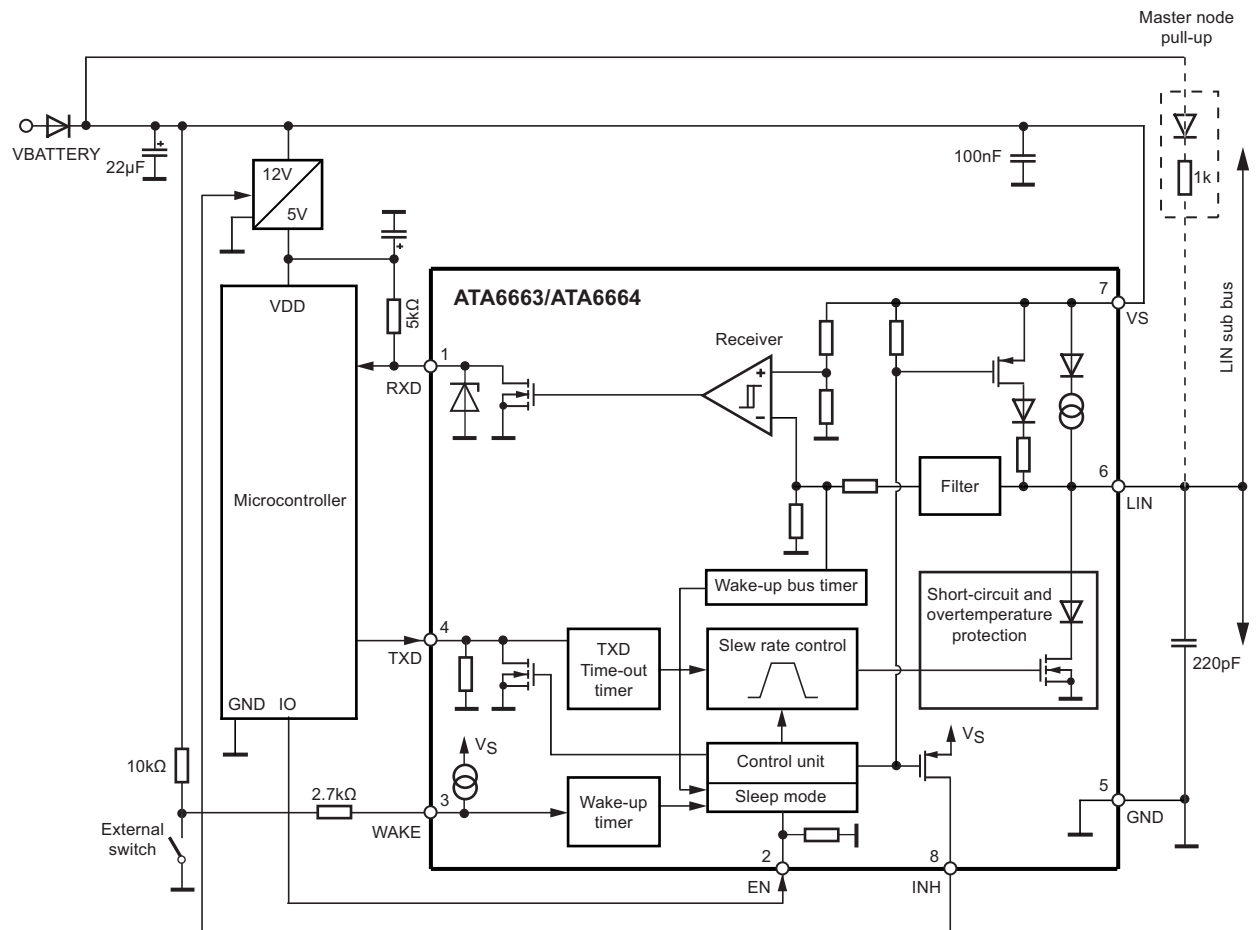 Master node
pull-up
VBATTERY
22µF
+
100nF
1k
12V
5V
+
LIN sub bus
VDD
5kΩ
ATA6663/ATA6664
7
VS
Receiver
1
RXD
+
-
Microcontroller
Filter
6
LIN
Wake-up bus timer
Short-circuit and
overtemperature
protection
4
TXD
TXD
Time-out
timer
Slew rate control
220pF
GND IO
VS
VS
10kΩ
Control unit
Sleep mode
2.7kΩ
3
WAKE
Wake-up
timer
5
GND
External
switch
2
EN
8
INH